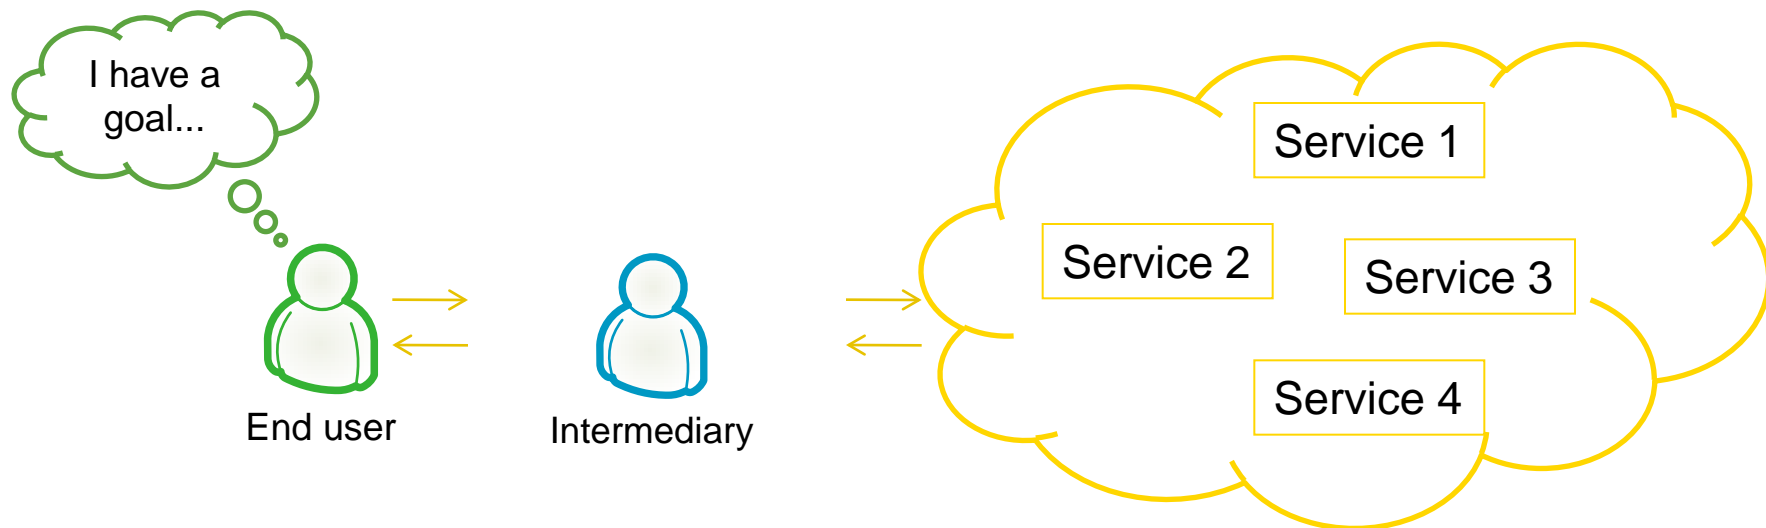 I have a
goal...
Service 1
Service 2
Service 3
Service 4
End user
Intermediary